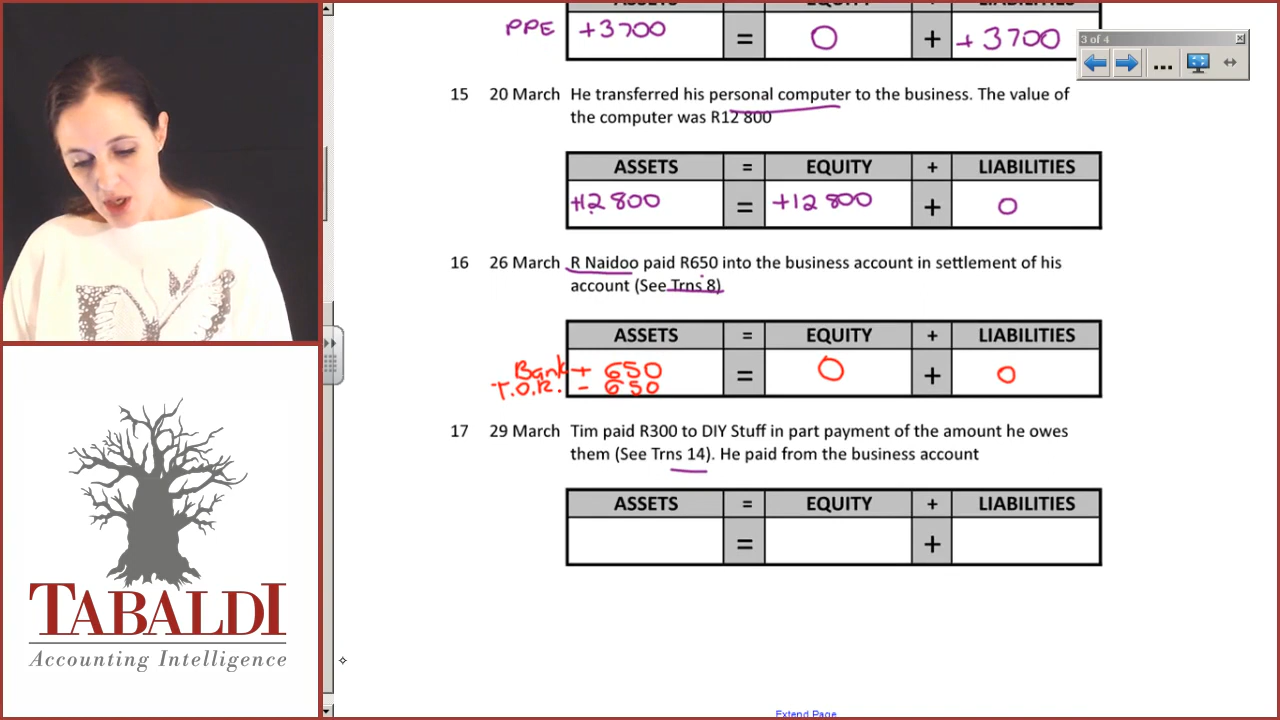 PPE +3700 = 0 + +3700
3 of 4
15 20 March He transferred his personal computer to the business. The value of
the computer was R12 800
ASSETS = EQUITY + LIABILITIES
+12 800 = +12 800 + 0
16 26 March R Naidoo paid R650 into the business account in settlement of his
account (See Trns 8).
ASSETS = EQUITY + LIABILITIES
Bank + 650 = 0 + 0
T.O.R. - 650
17 29 March Tim paid R300 to DIY Stuff in part payment of the amount he owes
them (See Trns 14). He paid from the business account
ASSETS = EQUITY + LIABILITIES
= +
TABALDI
Accounting Intelligence
Extend Page